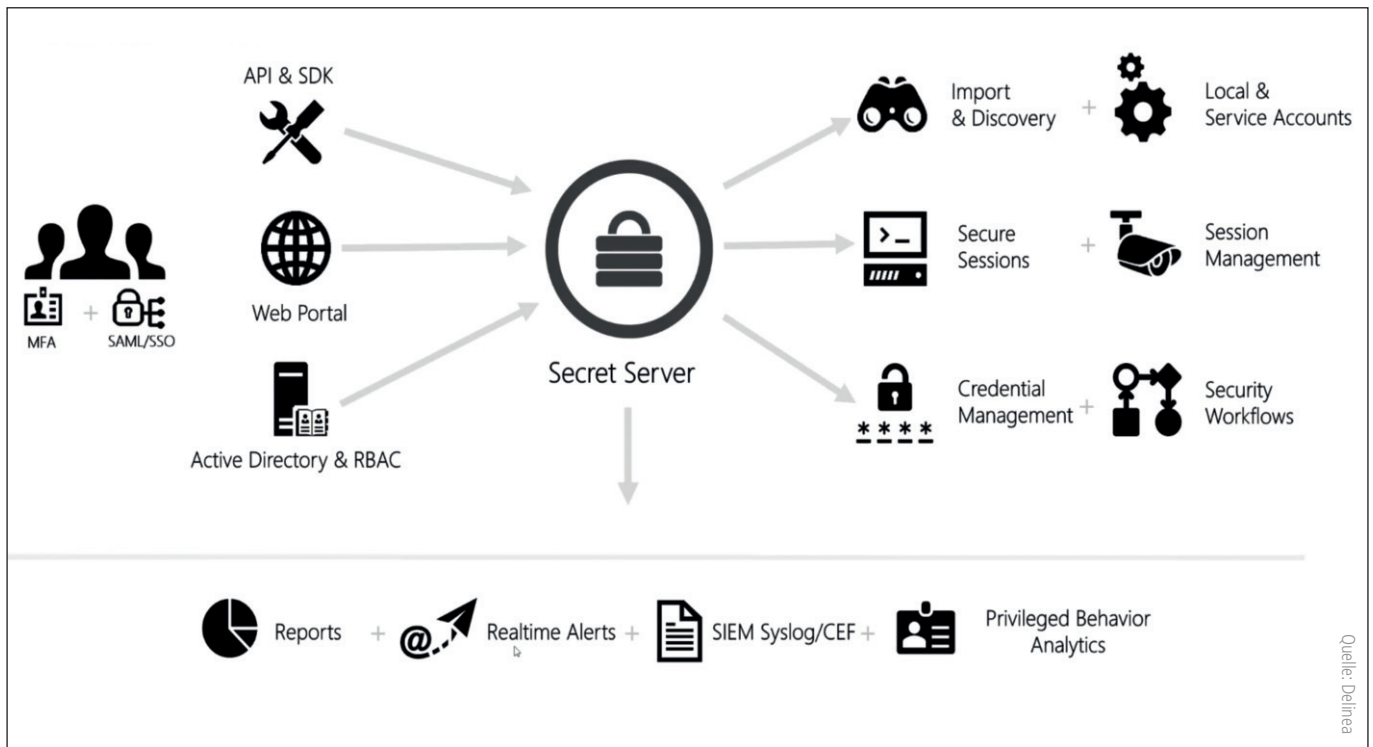 API & SDK
Import
& Discovery
+
Local &
Service Accounts
Web Portal
MFA
+
SAML/SSO
Secret Server
>_
Secure
Sessions
+
Session
Management
Active Directory & RBAC
* * * *
Credential
Management
+
Security
Workflows
Reports
+
@
Realtime Alerts
+
SIEM Syslog/CEF
+
Privileged Behavior
Analytics
Quelle: Delinea